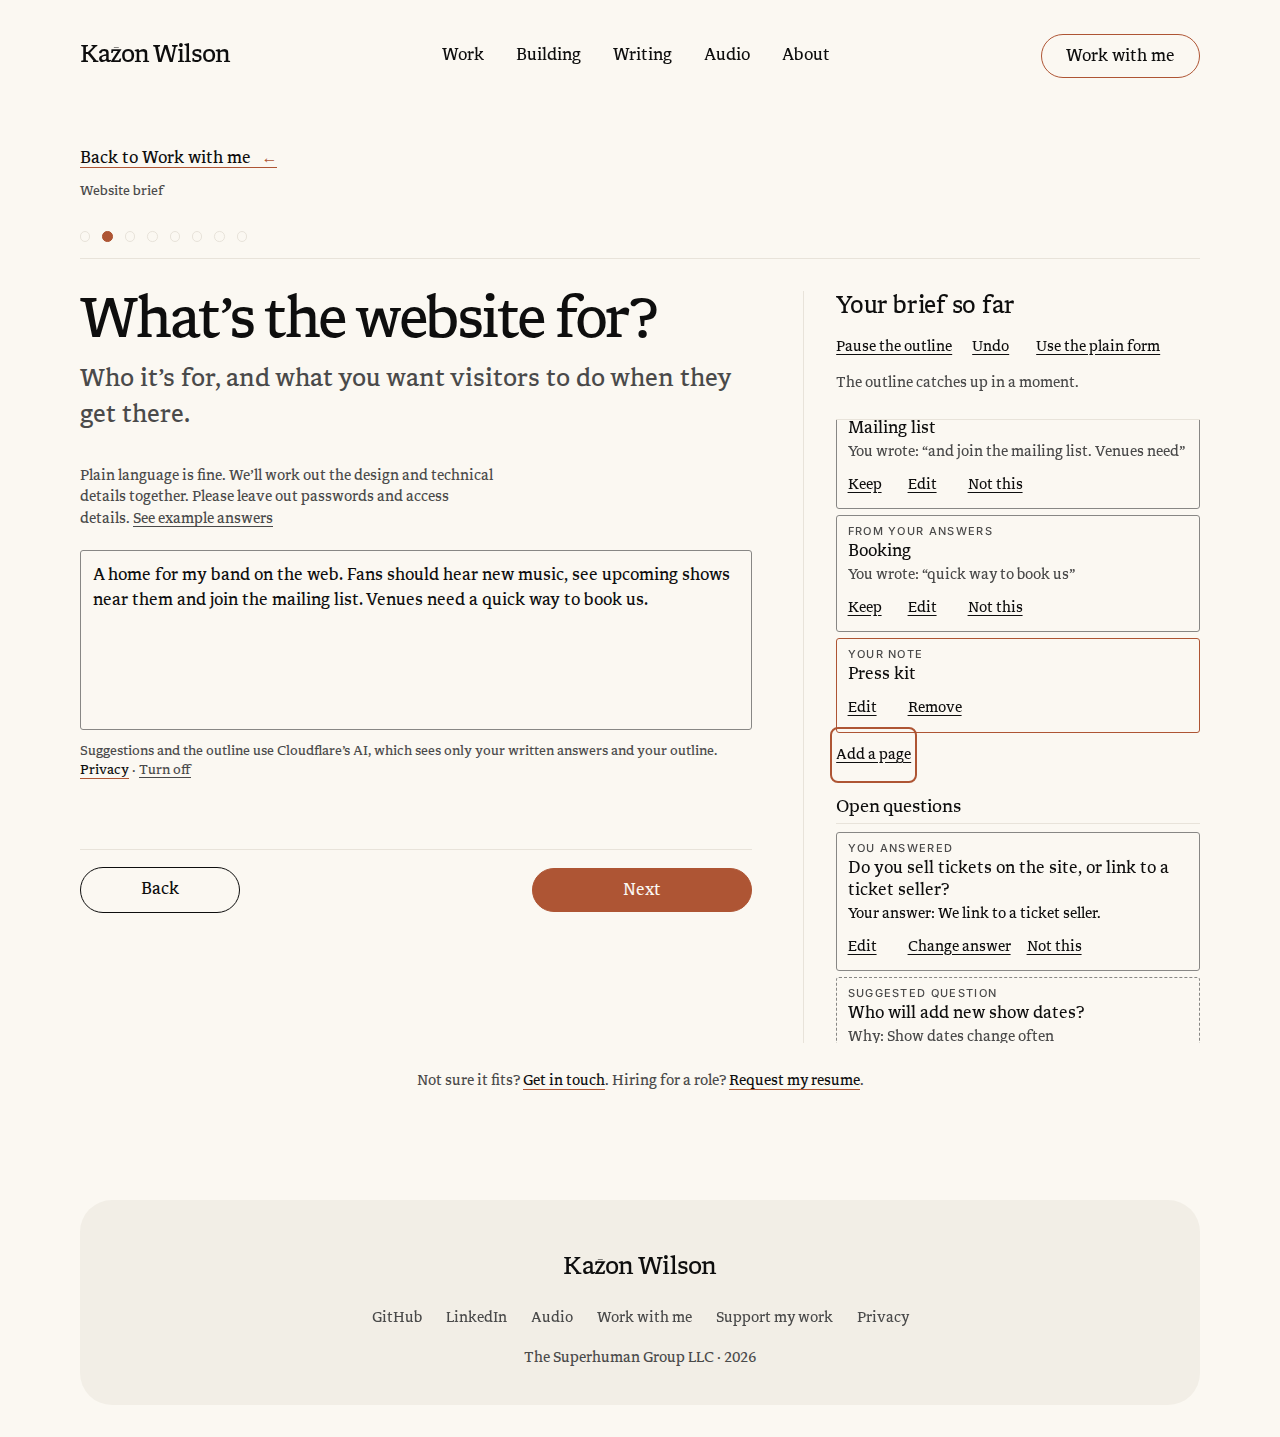 Kažon Wilson
Work
Building
Writing
Audio
About
Work with me
Back to Work with me ←
Website brief
What’s the website for?
Who it’s for, and what you want visitors to do when they
get there.
Plain language is fine. We’ll work out the design and technical
details together. Please leave out passwords and access
details. See example answers
A home for my band on the web. Fans should hear new music, see upcoming shows
near them and join the mailing list. Venues need a quick way to book us.
Suggestions and the outline use Cloudflare’s AI, which sees only your written answers and your outline.
Privacy · Turn off
Back
Next
Your brief so far
Pause the outline
Undo
Use the plain form
The outline catches up in a moment.
Mailing list
You wrote: “and join the mailing list. Venues need”
Keep
Edit
Not this
FROM YOUR ANSWERS
Booking
You wrote: “quick way to book us”
Keep
Edit
Not this
YOUR NOTE
Press kit
Edit
Remove
Add a page
Open questions
YOU ANSWERED
Do you sell tickets on the site, or link to a
ticket seller?
Your answer: We link to a ticket seller.
Edit
Change answer
Not this
SUGGESTED QUESTION
Who will add new show dates?
Why: Show dates change often
Not sure it fits? Get in touch. Hiring for a role? Request my resume.
Kažon Wilson
GitHub
LinkedIn
Audio
Work with me
Support my work
Privacy
The Superhuman Group LLC · 2026